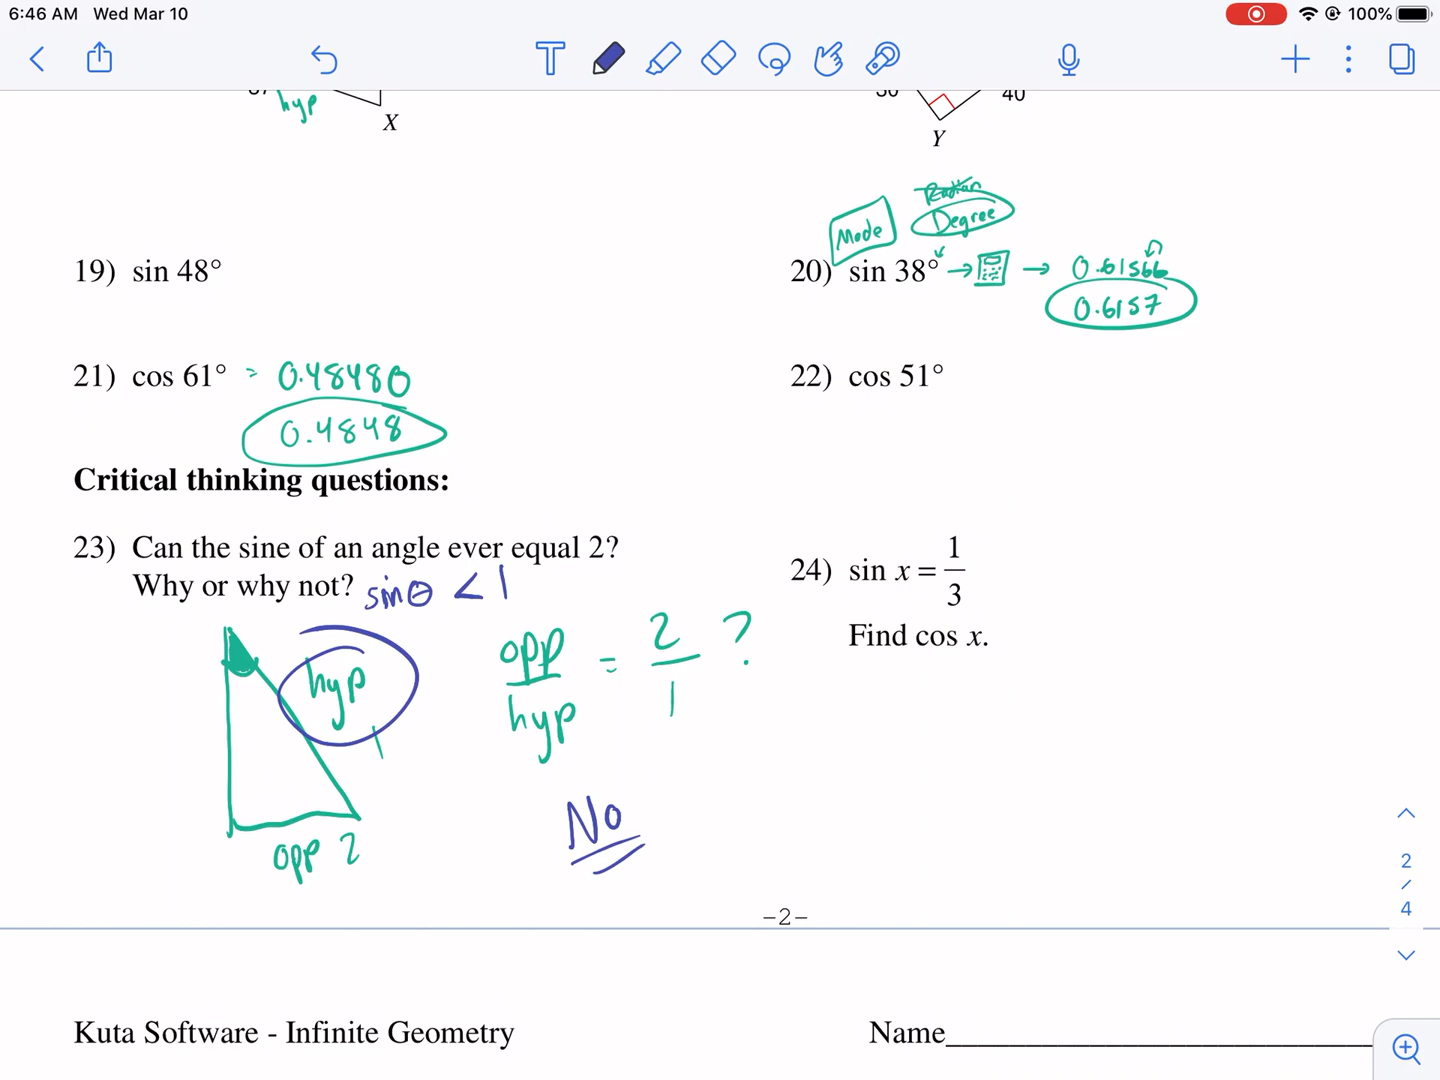 6:46 AM Wed Mar 10
100%
hyp
X
40
Y
Radian
Mode
Degree
19) sin 48°
20) sin 38° → → 0.61566
0.6157
21) cos 61° = 0.48480
0.4848
22) cos 51°
Critical thinking questions:
23) Can the sine of an angle ever equal 2?
Why or why not? sinθ < 1
24) sin x = 1/3
Find cos x.
hyp
1
opp 2
opp/hyp = 2/1 ?
No
2
/
4
-2-
Kuta Software - Infinite Geometry
Name